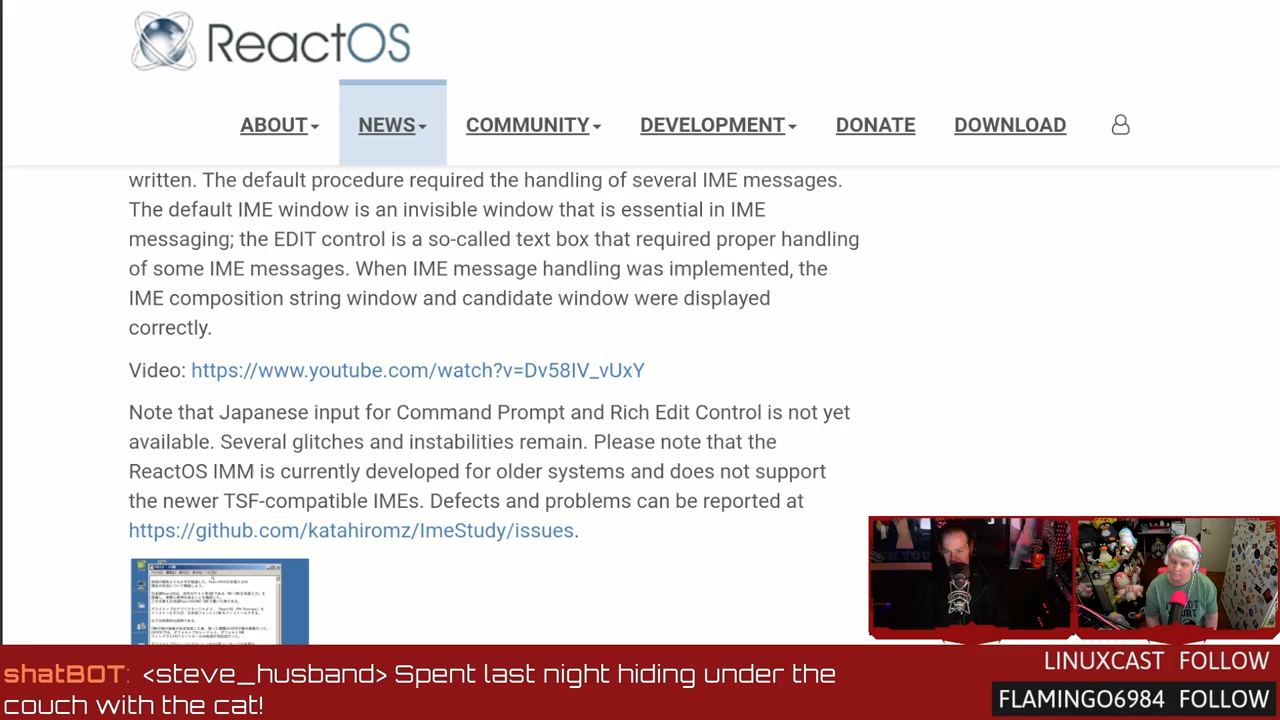 ReactOS
ABOUT NEWS COMMUNITY DEVELOPMENT DONATE DOWNLOAD
written. The default procedure required the handling of several IME messages.
The default IME window is an invisible window that is essential in IME
messaging; the EDIT control is a so-called text box that required proper handling
of some IME messages. When IME message handling was implemented, the
IME composition string window and candidate window were displayed
correctly.
Video: https://www.youtube.com/watch?v=Dv58IV_vUxY
Note that Japanese input for Command Prompt and Rich Edit Control is not yet
available. Several glitches and instabilities remain. Please note that the
ReactOS IMM is currently developed for older systems and does not support
the newer TSF-compatible IMEs. Defects and problems can be reported at
https://github.com/katahiromz/ImeStudy/issues.
shatBOT: <steve_husband> Spent last night hiding under the
couch with the cat!
LINUXCAST FOLLOW
FLAMINGO6984 FOLLOW